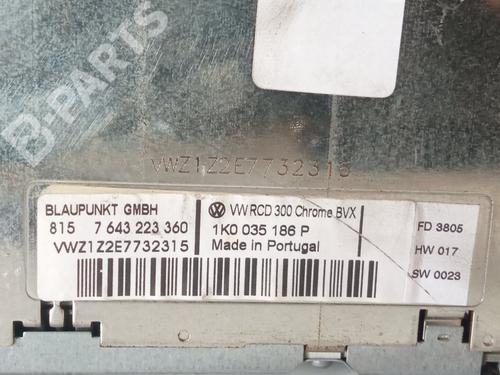 B-PARTS
VWZ1Z2E7732315
BLAUPUNKT GMBH
815 7 643 223 360
VWZ1Z2E7732315
VW RCD 300 Chrome BVX
1K0 035 186 P
Made in Portugal
FD 3805
HW 017
SW 0023